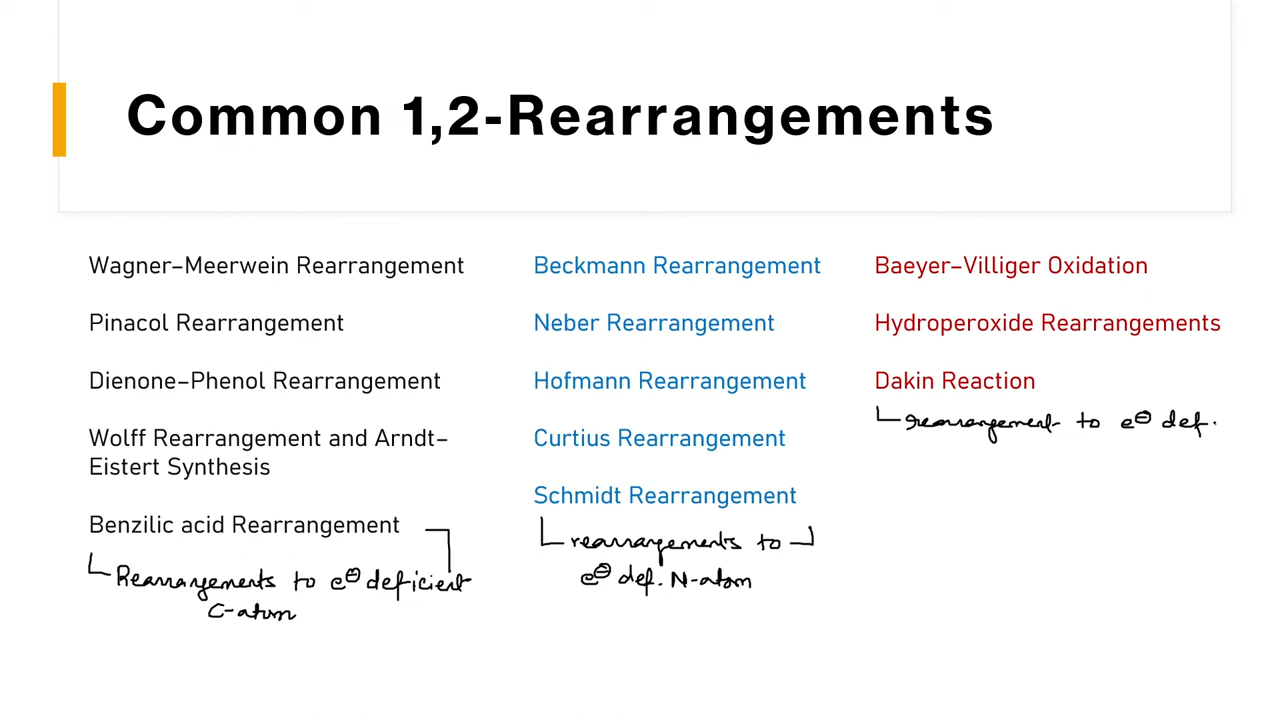 Common 1,2-Rearrangements
Wagner–Meerwein Rearrangement
Pinacol Rearrangement
Dienone–Phenol Rearrangement
Wolff Rearrangement and Arndt–
Eistert Synthesis
Benzilic acid Rearrangement
Rearrangements to e⊖ deficient
C-atom
Beckmann Rearrangement
Neber Rearrangement
Hofmann Rearrangement
Curtius Rearrangement
Schmidt Rearrangement
rearrangements to
e⊖ def. N-atom
Baeyer–Villiger Oxidation
Hydroperoxide Rearrangements
Dakin Reaction
rearrangement to e⊖ def.